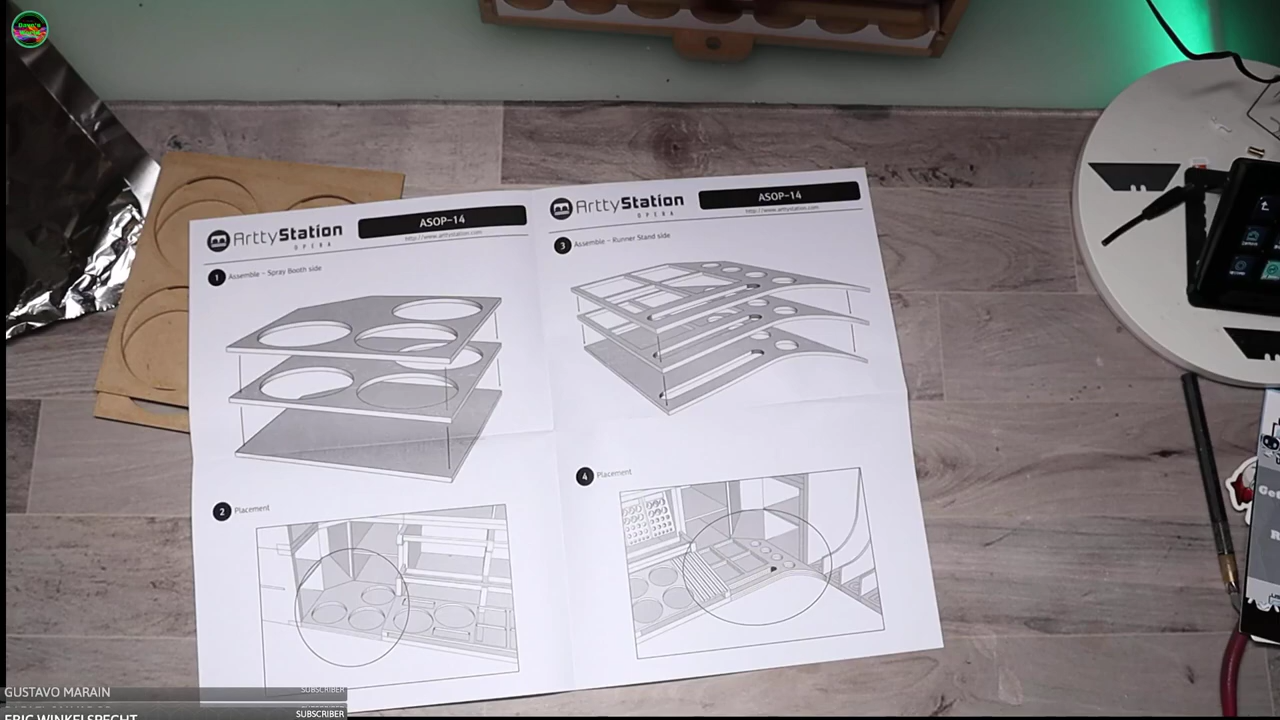 ArttyStation
OPERA
ASOP-14
http://www.arttystation.com
1 Assemble - Spray Booth side
2 Placement
ArttyStation
OPERA
ASOP-14
http://www.arttystation.com
3 Assemble - Runner Stand side
4 Placement
GUSTAVO MARAIN
SUBSCRIBER
ERIC WINKELSPECHT
SUBSCRIBER